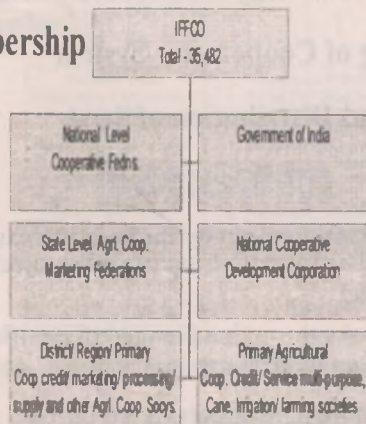 bership
IFFCO
Total - 35,482
National Level
Cooperative Fedns.
Government of India
State Level Agrl. Coop.
Marketing Federations
National Cooperative
Development Corporation
District/ Region/ Primary
Coop credit/ marketing/ processing/
supply and other Agrl. Coop. Socys.
Primary Agricultural
Coop. Credit/ Service multi-purpose,
Cane, Irrigation/ farming societies